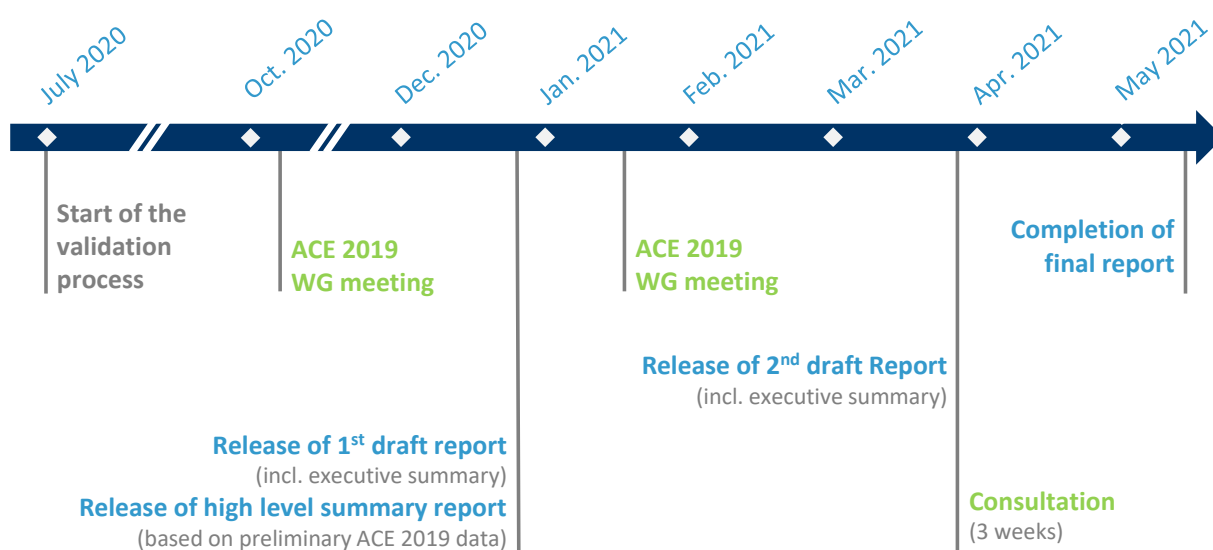 July 2020
Oct. 2020
Dec. 2020
Jan. 2021
Feb. 2021
Mar. 2021
Apr. 2021
May 2021
Start of the
validation
process
ACE 2019
WG meeting
ACE 2019
WG meeting
Completion of
final report
Release of 2nd draft Report
(incl. executive summary)
Release of 1st draft report
(incl. executive summary)
Release of high level summary report
(based on preliminary ACE 2019 data)
Consultation
(3 weeks)